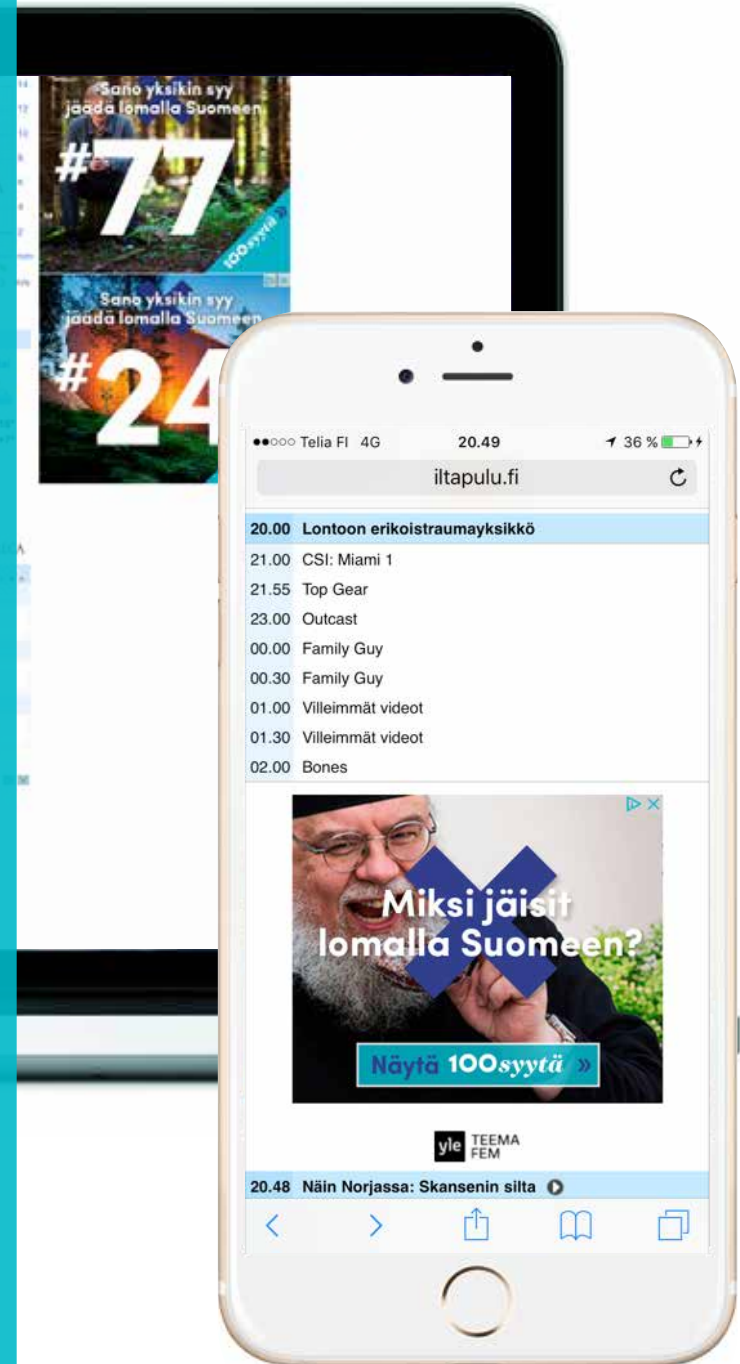 Sano yksikin syy
jäädä lomalla Suomeen.
#77
100syytä »
Sano yksikin syy
jäädä lomalla Suomeen
#24
Telia FI 4G 20.49 36 %
iltapulu.fi
20.00 Lontoon erikoistraumayksikkö
21.00 CSI: Miami 1
21.55 Top Gear
23.00 Outcast
00.00 Family Guy
00.30 Family Guy
01.00 Villeimmät videot
01.30 Villeimmät videot
02.00 Bones
Miksi jäisit
lomalla Suomeen?
Näytä 100syytä »
yle TEEMA
FEM
20.48 Näin Norjassa: Skansenin silta